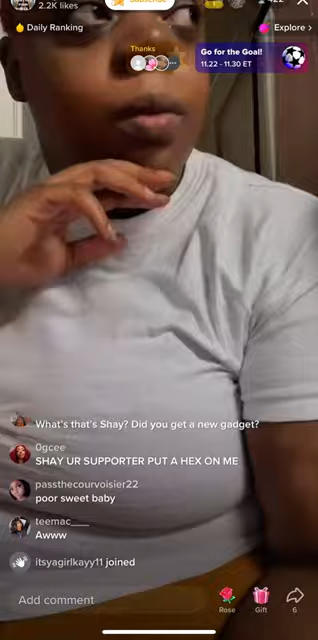 2.2K likes
Subscribe
Daily Ranking
Explore >
Thanks
Go for the Goal!
11.22 - 11.30 ET
What's that's Shay? Did you get a new gadget?
0gcee
SHAY UR SUPPORTER PUT A HEX ON ME
passthecourvoisier22
poor sweet baby
teemac___
Awww
itsyagirlkayy11 joined
Add comment
Rose
Gift
6